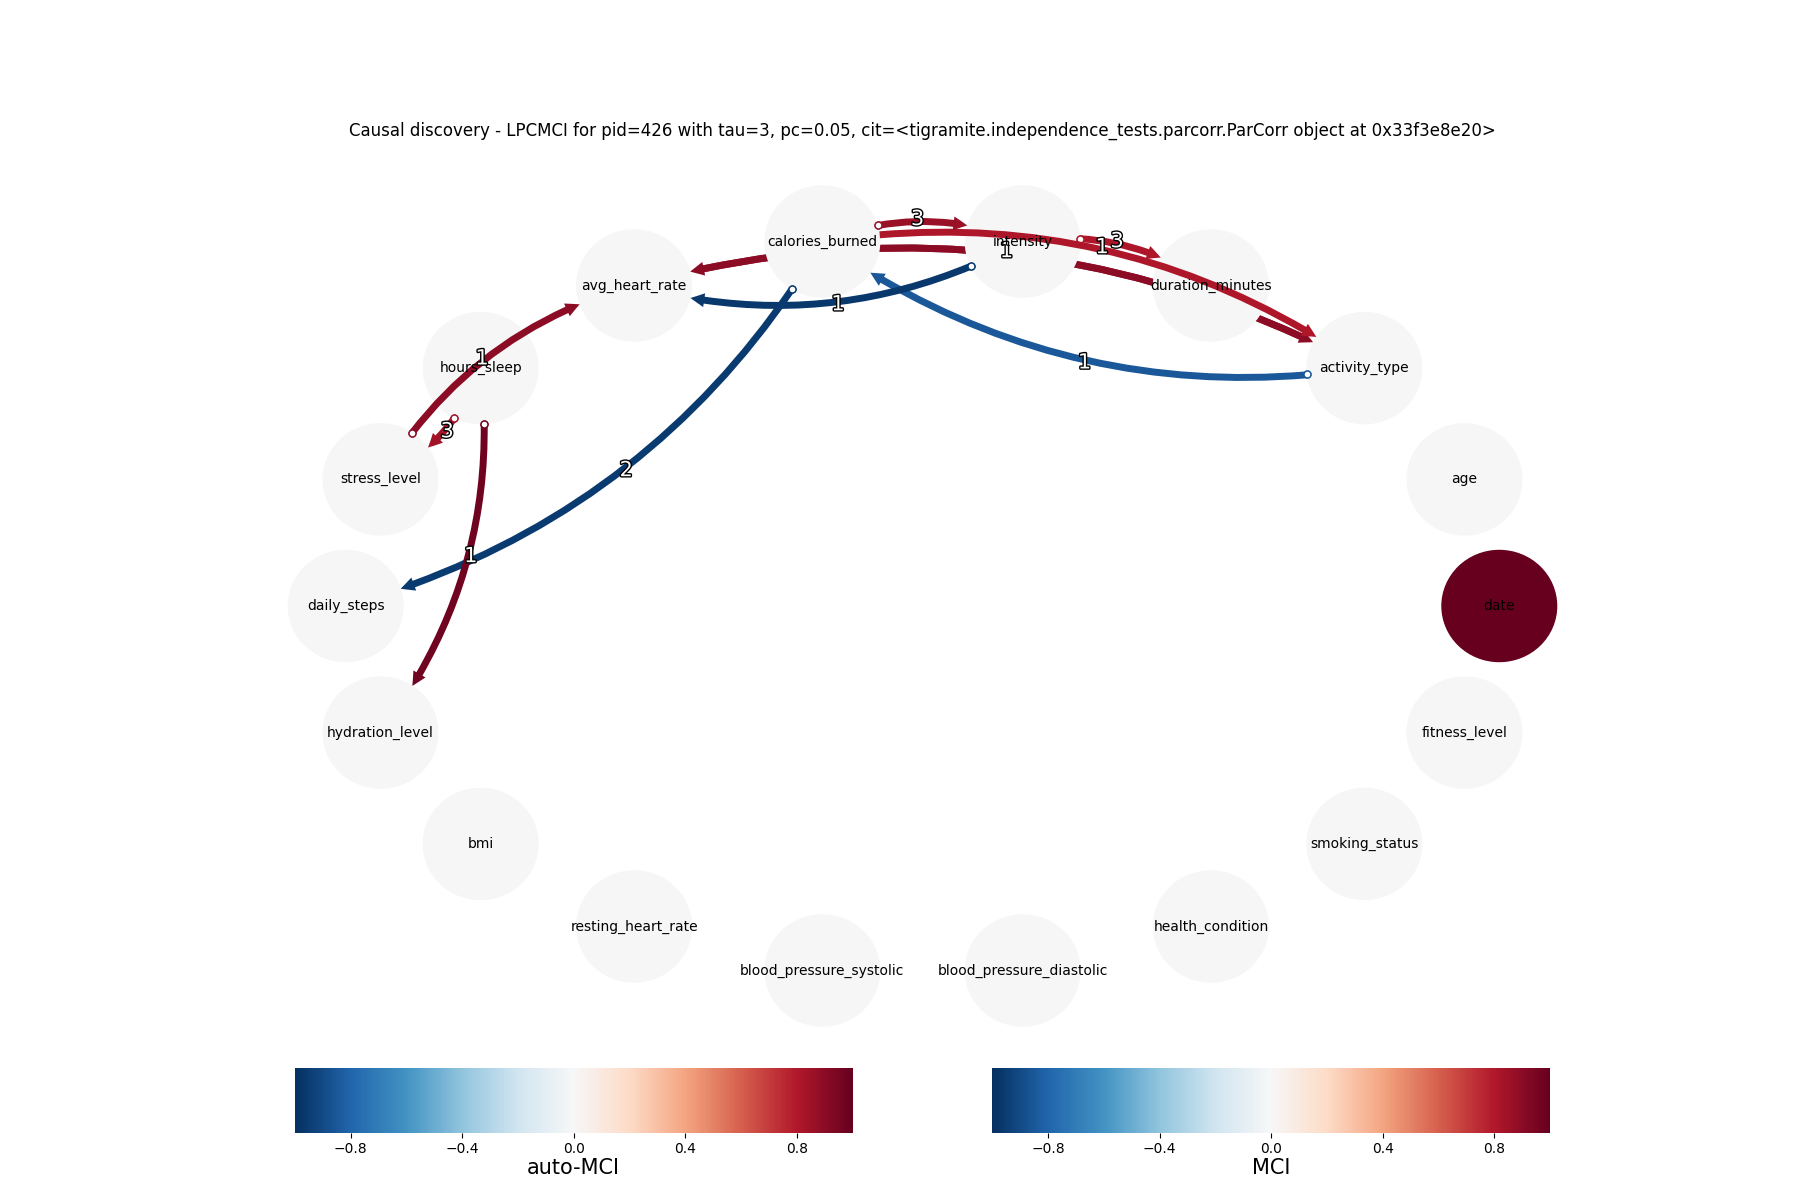 Causal discovery - LPCMCI for pid=426 with tau=3, pc=0.05, cit=<tigramite.independence_tests.parcorr.ParCorr object at 0x33f3e8e20>
3
calories_burned
intensity
1
1
3
avg_heart_rate
1
duration_minutes
1
hours_sleep
1
activity_type
3
2
stress_level
age
1
daily_steps
date
hydration_level
fitness_level
bmi
smoking_status
resting_heart_rate
health_condition
blood_pressure_systolic
blood_pressure_diastolic
−0.8 −0.4 0.0 0.4 0.8
auto-MCI
−0.8 −0.4 0.0 0.4 0.8
MCI